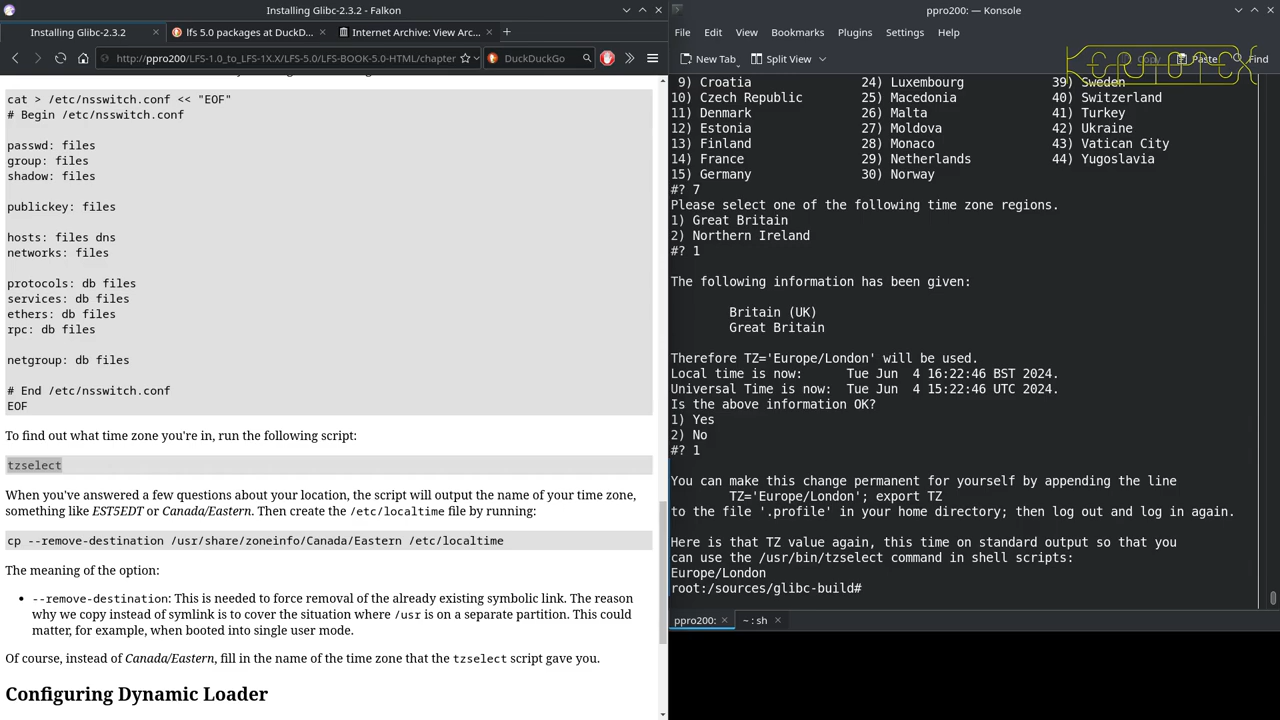 Installing Glibc-2.3.2 - Falkon
Installing Glibc-2.3.2
lfs 5.0 packages at DuckD...
Internet Archive: View Arc...
http://ppro200/LFS-1.0_to_LFS-1X.X/LFS-5.0/LFS-BOOK-5.0-HTML/chapter
DuckDuckGo
cat > /etc/nsswitch.conf << "EOF"
# Begin /etc/nsswitch.conf
passwd: files
group: files
shadow: files
publickey: files
hosts: files dns
networks: files
protocols: db files
services: db files
ethers: db files
rpc: db files
netgroup: db files
# End /etc/nsswitch.conf
EOF
To find out what time zone you're in, run the following script:
tzselect
When you've answered a few questions about your location, the script will output the name of your time zone,
something like EST5EDT or Canada/Eastern. Then create the /etc/localtime file by running:
cp --remove-destination /usr/share/zoneinfo/Canada/Eastern /etc/localtime
The meaning of the option:
• --remove-destination: This is needed to force removal of the already existing symbolic link. The reason
why we copy instead of symlink is to cover the situation where /usr is on a separate partition. This could
matter, for example, when booted into single user mode.
Of course, instead of Canada/Eastern, fill in the name of the time zone that the tzselect script gave you.
Configuring Dynamic Loader
ppro200: — Konsole
File Edit View Bookmarks Plugins Settings Help
New Tab Split View Copy Paste Find
9) Croatia 24) Luxembourg 39) Sweden
10) Czech Republic 25) Macedonia 40) Switzerland
11) Denmark 26) Malta 41) Turkey
12) Estonia 27) Moldova 42) Ukraine
13) Finland 28) Monaco 43) Vatican City
14) France 29) Netherlands 44) Yugoslavia
15) Germany 30) Norway
#? 7
Please select one of the following time zone regions.
1) Great Britain
2) Northern Ireland
#? 1
The following information has been given:
Britain (UK)
Great Britain
Therefore TZ='Europe/London' will be used.
Local time is now: Tue Jun 4 16:22:46 BST 2024.
Universal Time is now: Tue Jun 4 15:22:46 UTC 2024.
Is the above information OK?
1) Yes
2) No
#? 1
You can make this change permanent for yourself by appending the line
TZ='Europe/London'; export TZ
to the file '.profile' in your home directory; then log out and log in again.
Here is that TZ value again, this time on standard output so that you
can use the /usr/bin/tzselect command in shell scripts:
Europe/London
root:/sources/glibc-build#
ppro200:
~ : sh